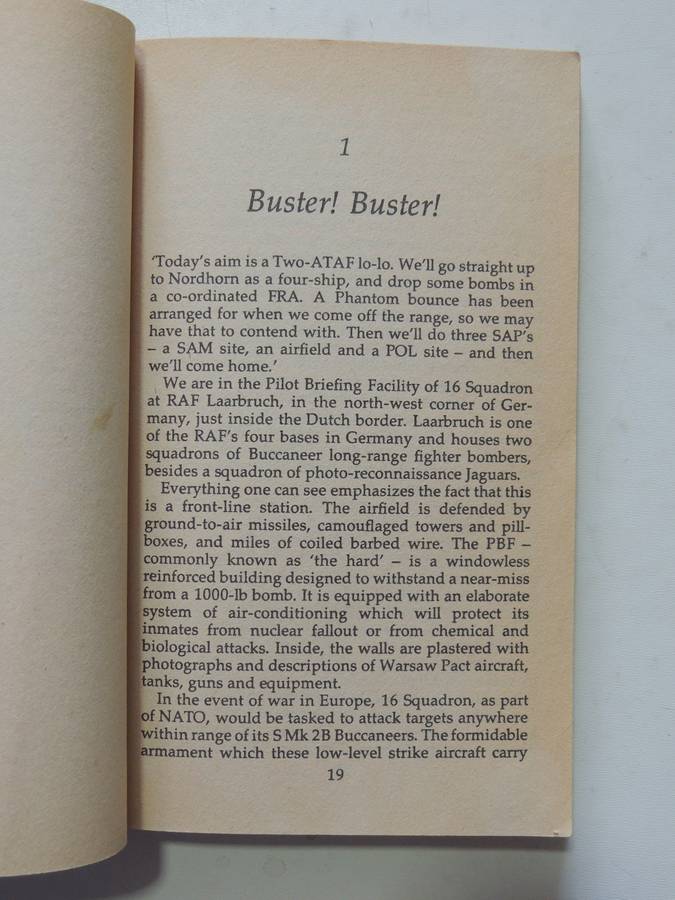 1
Buster! Buster!
'Today's aim is a Two-ATAF lo-lo. We'll go straight up
to Nordhorn as a four-ship, and drop some bombs in
a co-ordinated FRA. A Phantom bounce has been
arranged for when we come off the range, so we may
have that to contend with. Then we'll do three SAP's
– a SAM site, an airfield and a POL site – and then
we'll come home.'
We are in the Pilot Briefing Facility of 16 Squadron
at RAF Laarbruch, in the north-west corner of Ger-
many, just inside the Dutch border. Laarbruch is one
of the RAF's four bases in Germany and houses two
squadrons of Buccaneer long-range fighter bombers,
besides a squadron of photo-reconnaissance Jaguars.
Everything one can see emphasizes the fact that this
is a front-line station. The airfield is defended by
ground-to-air missiles, camouflaged towers and pill-
boxes, and miles of coiled barbed wire. The PBF –
commonly known as 'the hard' – is a windowless
reinforced building designed to withstand a near-miss
from a 1000-lb bomb. It is equipped with an elaborate
system of air-conditioning which will protect its
inmates from nuclear fallout or from chemical and
biological attacks. Inside, the walls are plastered with
photographs and descriptions of Warsaw Pact aircraft,
tanks, guns and equipment.
In the event of war in Europe, 16 Squadron, as part
of NATO, would be tasked to attack targets anywhere
within range of its S Mk 2B Buccaneers. The formidable
armament which these low-level strike aircraft carry
19